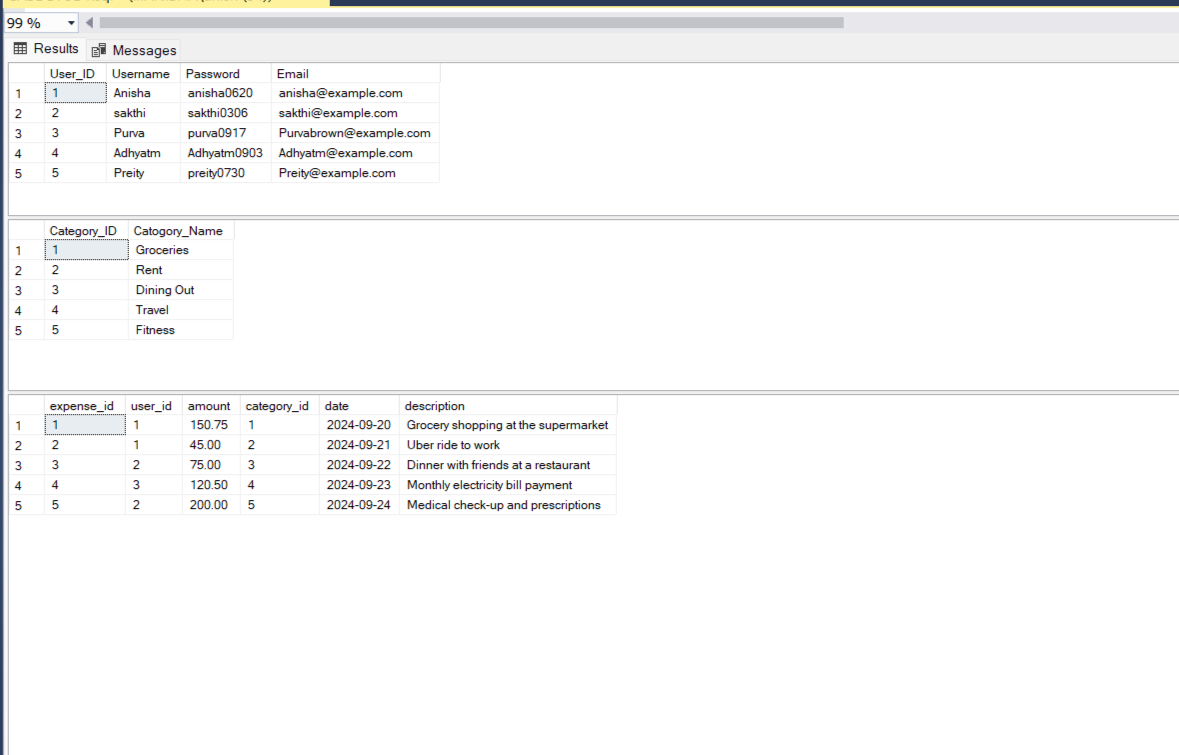 99 %
Results Messages
User_ID Username Password Email
1 1 Anisha anisha0620 anisha@example.com
2 2 sakthi sakthi0306 sakthi@example.com
3 3 Purva purva0917 Purvabrown@example.com
4 4 Adhyatm Adhyatm0903 Adhyatm@example.com
5 5 Preity preity0730 Preity@example.com
Category_ID Catogory_Name
1 1 Groceries
2 2 Rent
3 3 Dining Out
4 4 Travel
5 5 Fitness
expense_id user_id amount category_id date description
1 1 1 150.75 1 2024-09-20 Grocery shopping at the supermarket
2 2 1 45.00 2 2024-09-21 Uber ride to work
3 3 2 75.00 3 2024-09-22 Dinner with friends at a restaurant
4 4 3 120.50 4 2024-09-23 Monthly electricity bill payment
5 5 2 200.00 5 2024-09-24 Medical check-up and prescriptions